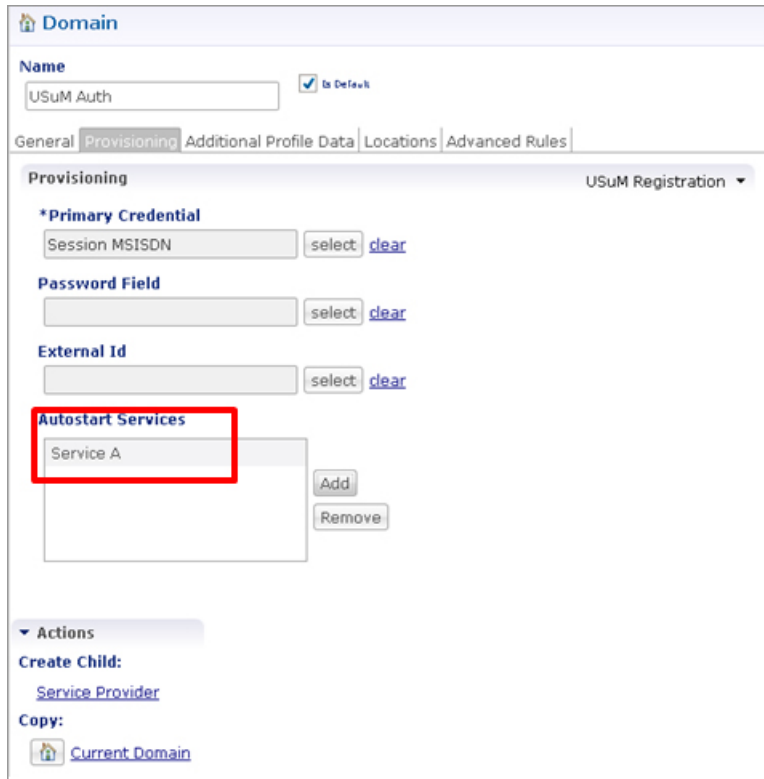 Domain
Name
Is Default
USuM Auth
General Provisioning Additional Profile Data Locations Advanced Rules
Provisioning
USuM Registration
*Primary Credential
Session MSISDN select clear
Password Field
select clear
External Id
select clear
Autostart Services
Service A
Add
Remove
Actions
Create Child:
Service Provider
Copy:
Current Domain